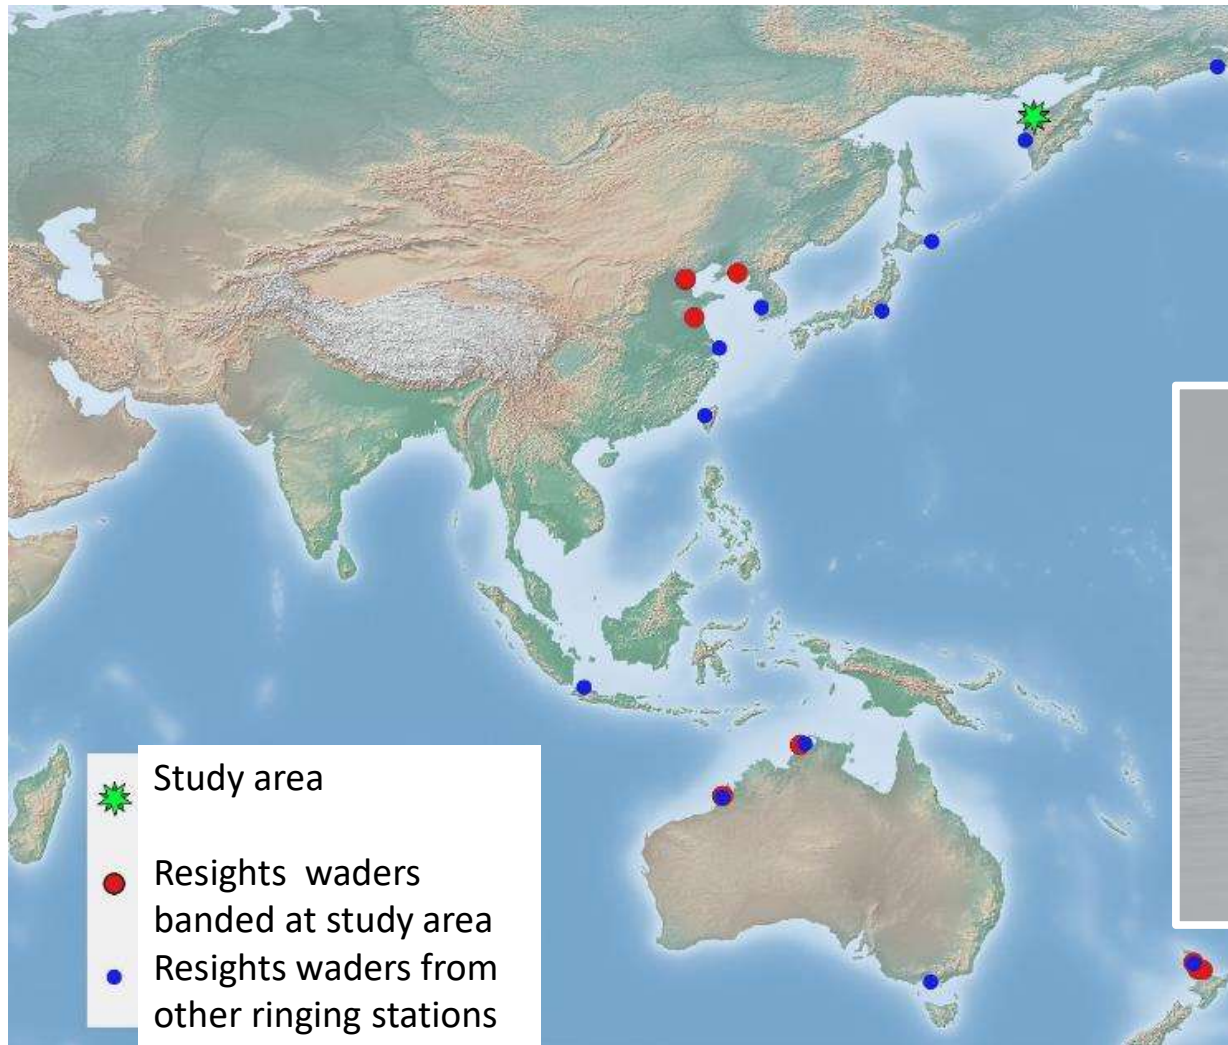 Study area
Resights waders
banded at study area
Resights waders from
other ringing stations